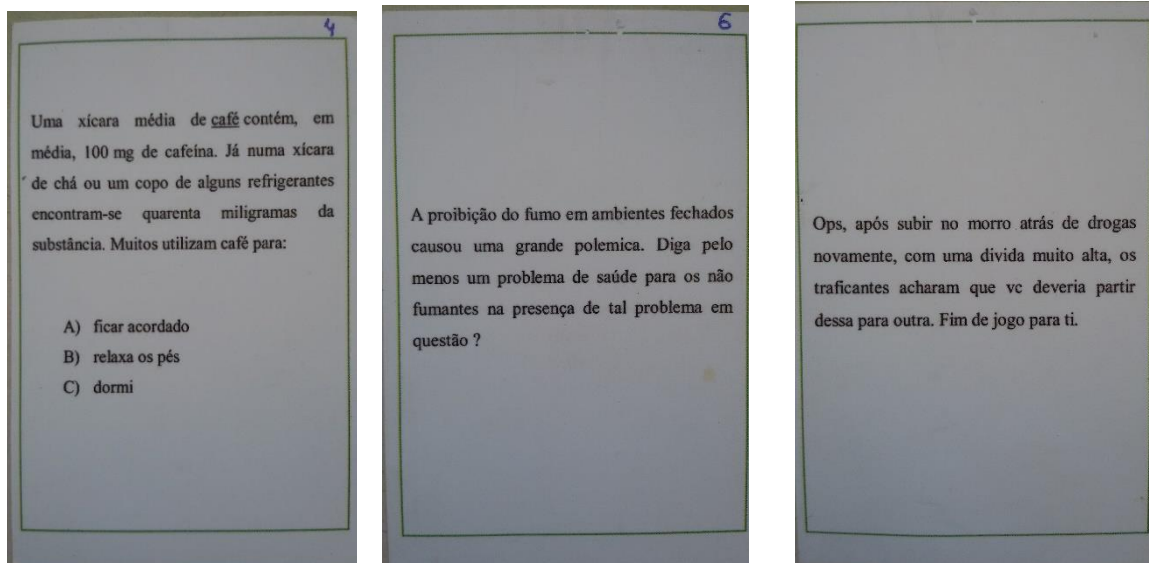 4
Uma xícara média de café contém, em
média, 100 mg de cafeína. Já numa xícara
de chá ou um copo de alguns refrigerantes
encontram-se quarenta miligramas da
substância. Muitos utilizam café para:
A) ficar acordado
B) relaxa os pés
C) dormi
6
A proibição do fumo em ambientes fechados
causou uma grande polemica. Diga pelo
menos um problema de saúde para os não
fumantes na presença de tal problema em
questão ?
Ops, após subir no morro atrás de drogas
novamente, com uma divida muito alta, os
traficantes acharam que vc deveria partir
dessa para outra. Fim de jogo para ti.